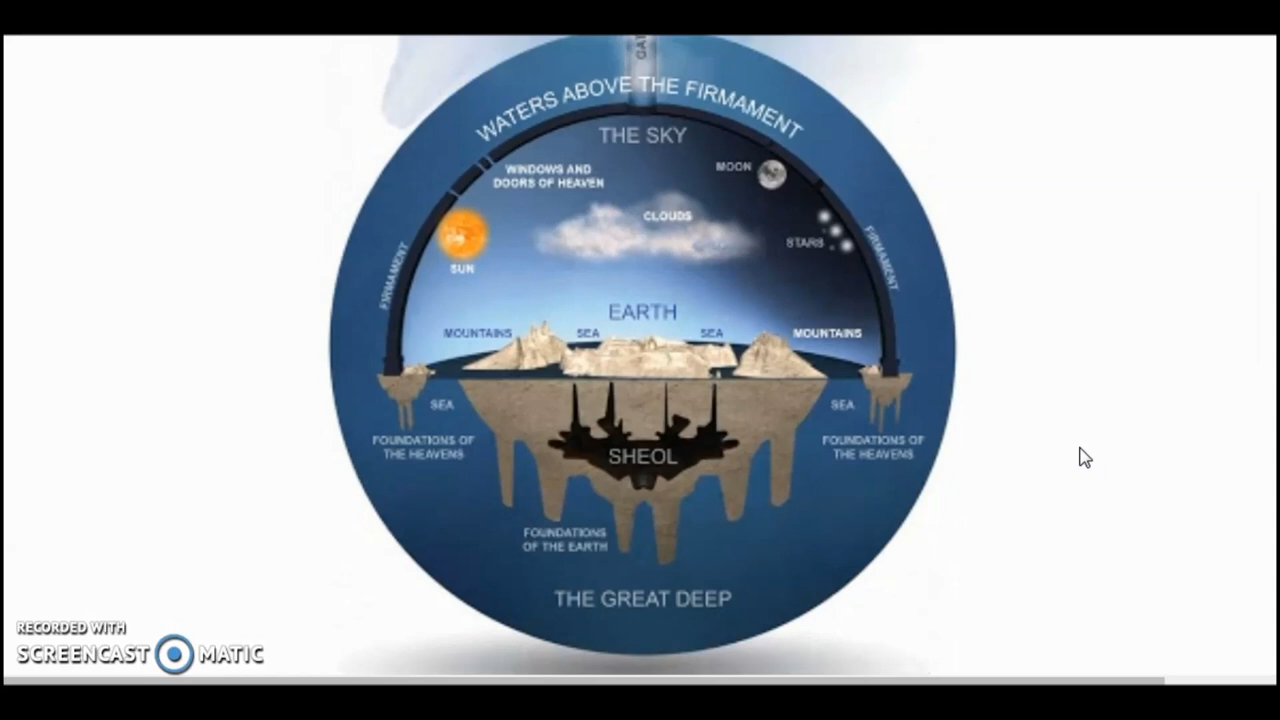 GAT
WATERS ABOVE THE FIRMAMENT
THE SKY
WINDOWS AND
DOORS OF HEAVEN
MOON
CLOUDS
STARS
SUN
FIRMAMENT
FIRMAMENT
EARTH
MOUNTAINS
SEA
SEA
MOUNTAINS
SEA
SEA
FOUNDATIONS OF
THE HEAVENS
FOUNDATIONS OF
THE HEAVENS
SHEOL
FOUNDATIONS
OF THE EARTH
THE GREAT DEEP
RECORDED WITH
SCREENCAST MATIC